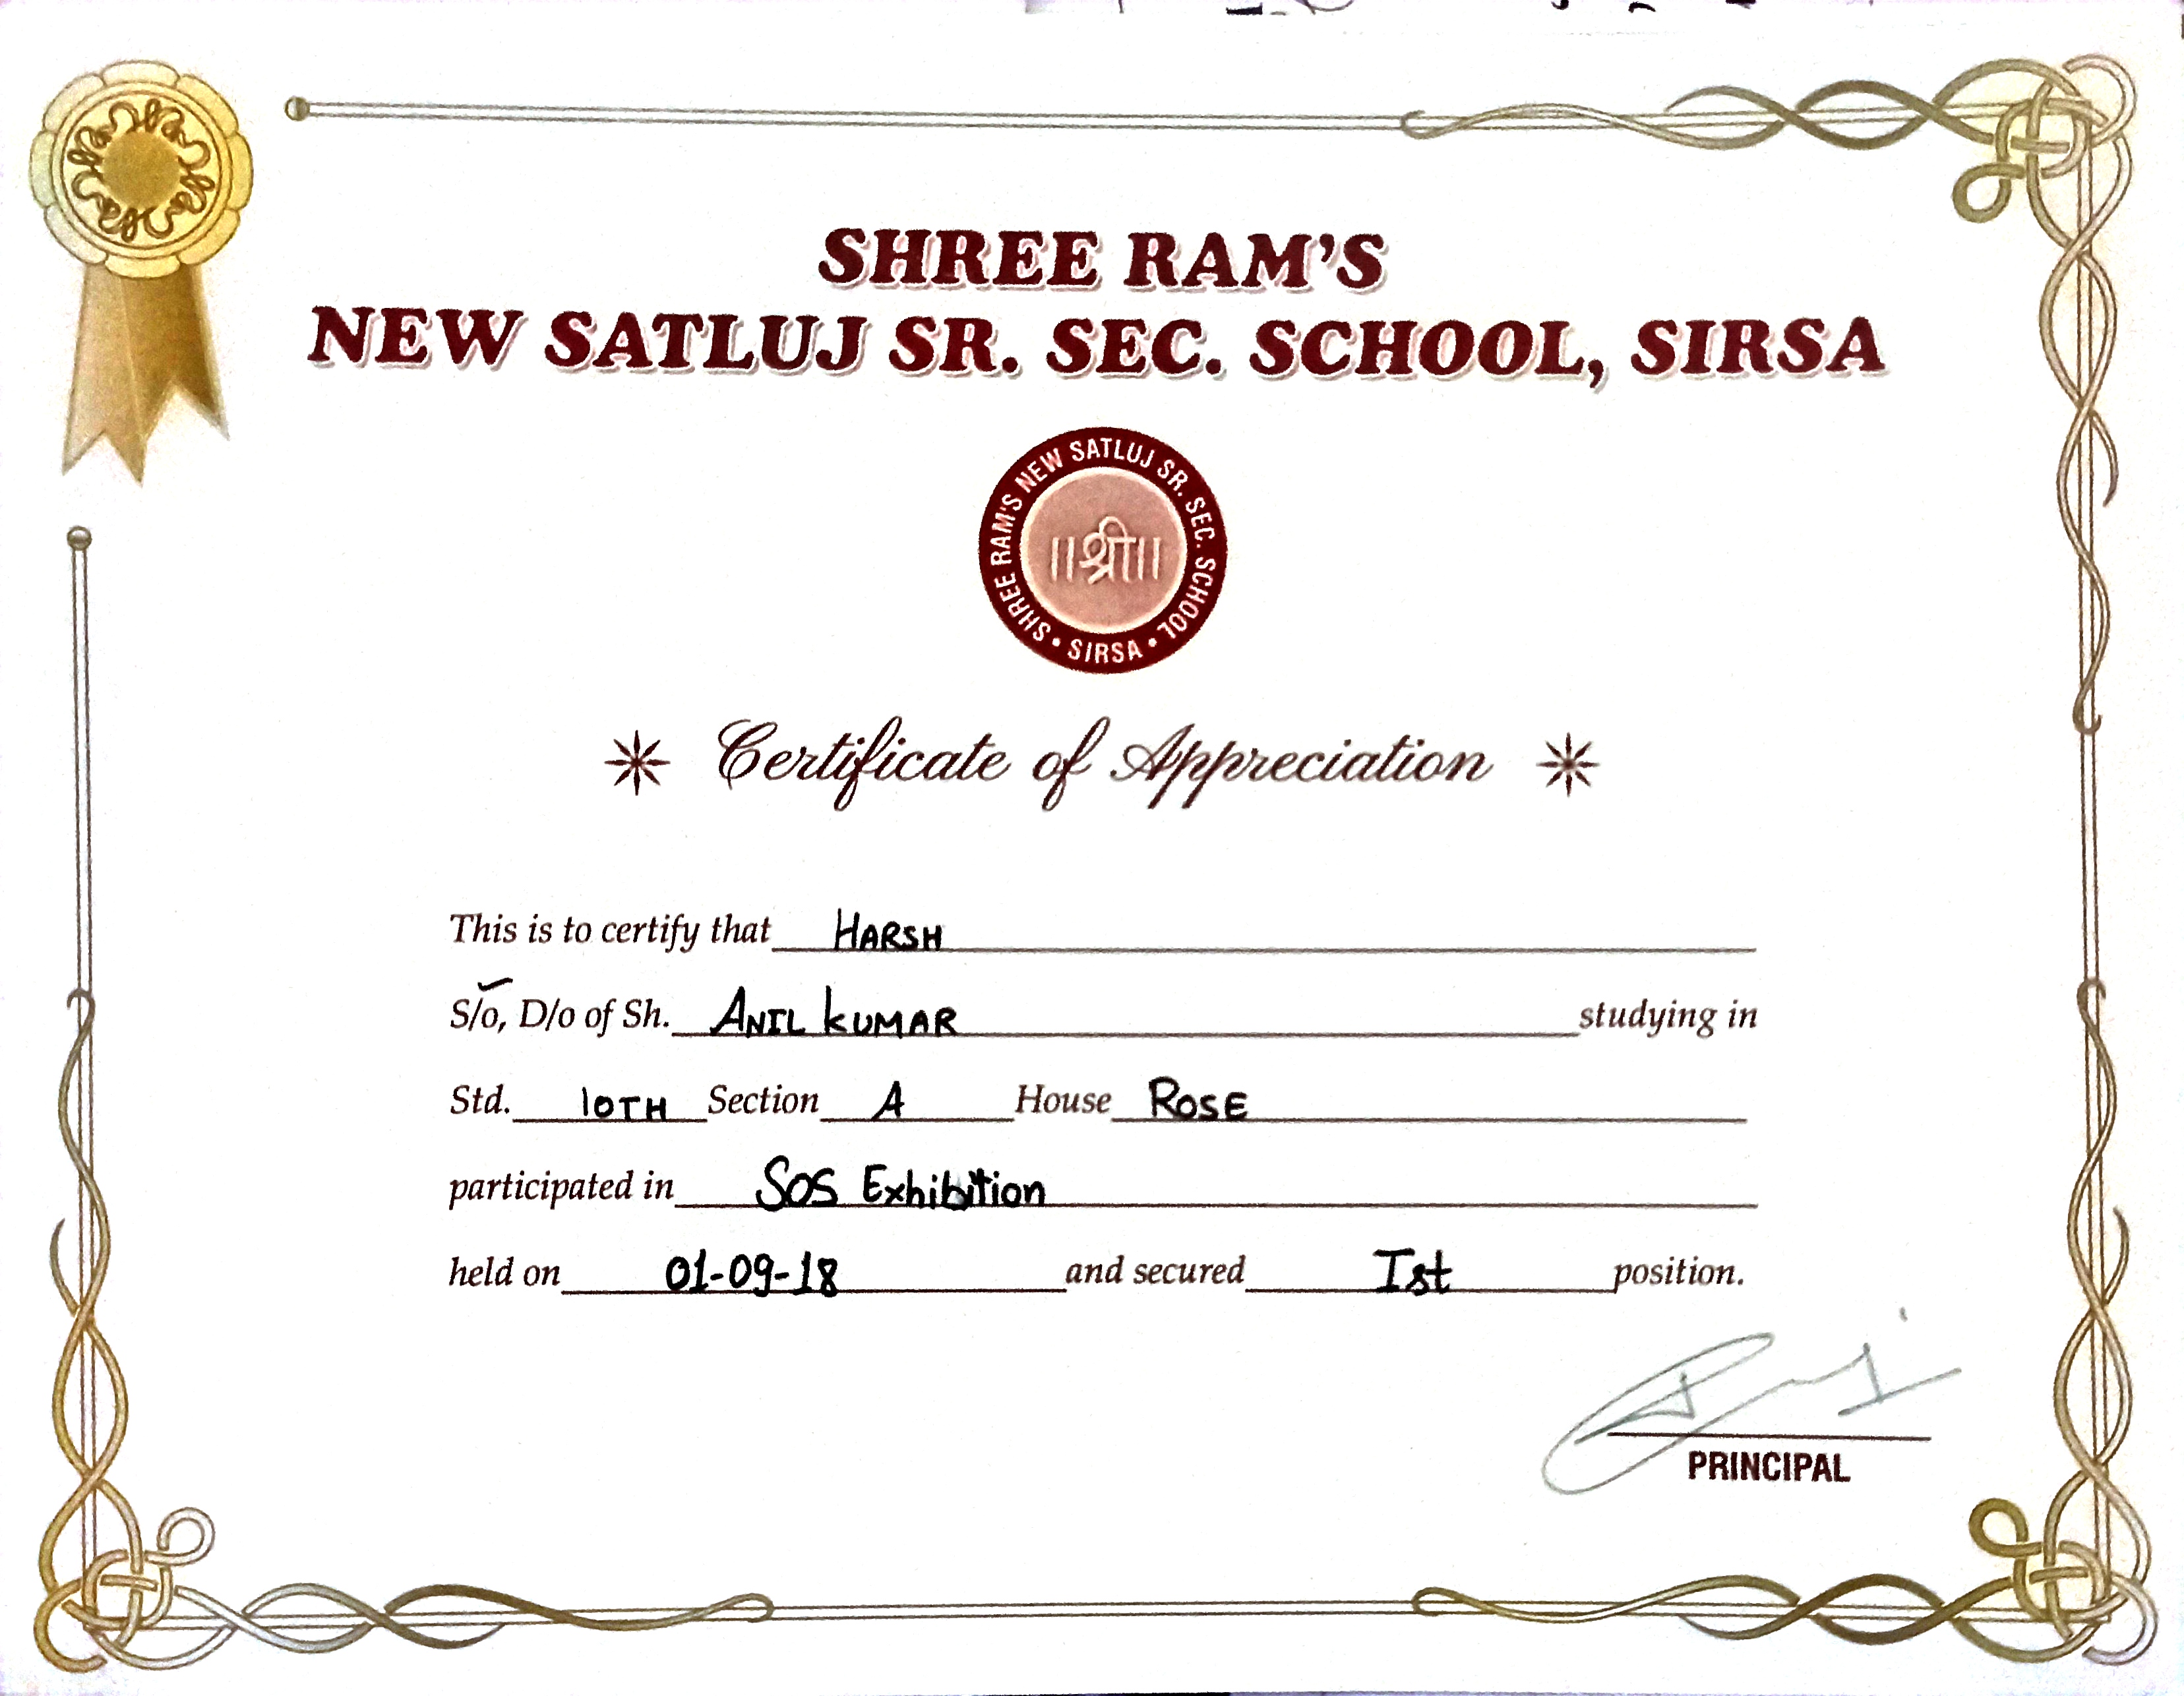 SHREE RAM'S
NEW SATLUJ SR. SEC. SCHOOL, SIRSA
SHREE RAM'S NEW SATLUJ SR. SEC. SCHOOL
• SIRSA •
॥श्री॥
Certificate of Appreciation
This is to certify that HARSH
S/o, D/o of Sh. ANIL KUMAR studying in
Std. 10TH Section A House ROSE
participated in SOS Exhibition
held on 01-09-18 and secured Ist position.
PRINCIPAL